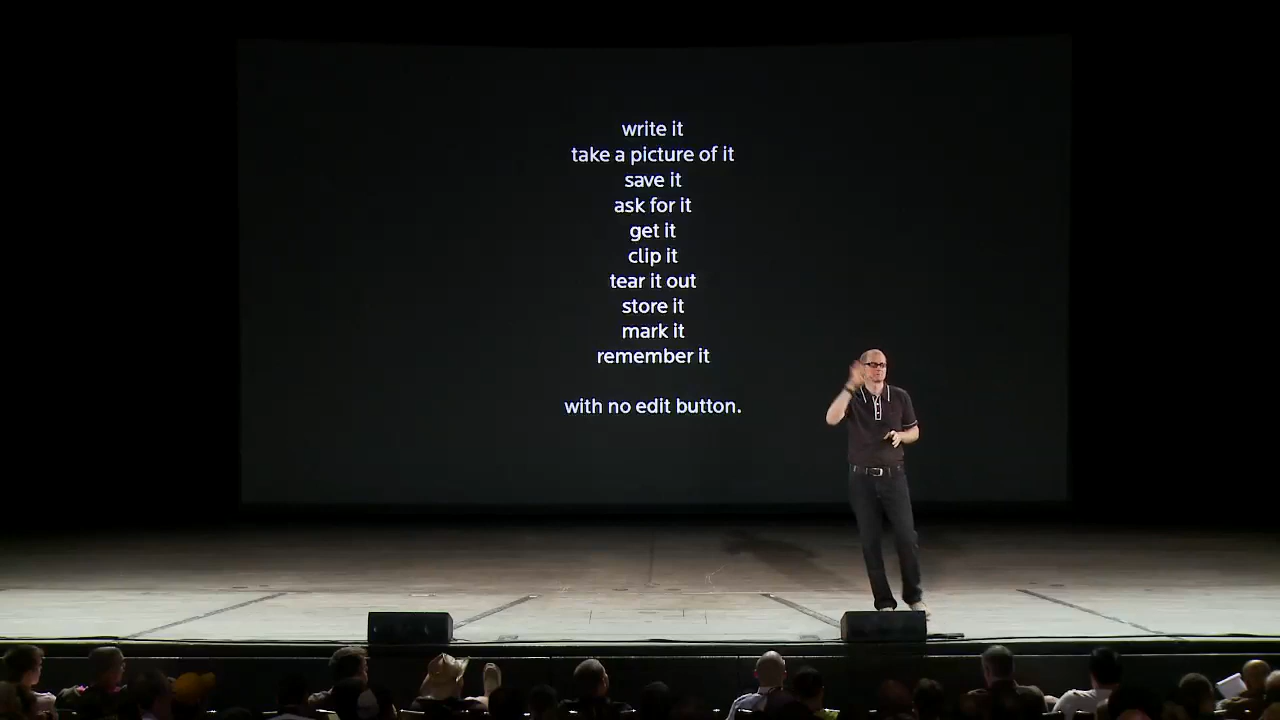 write it
take a picture of it
save it
ask for it
get it
clip it
tear it out
store it
mark it
remember it
with no edit button.